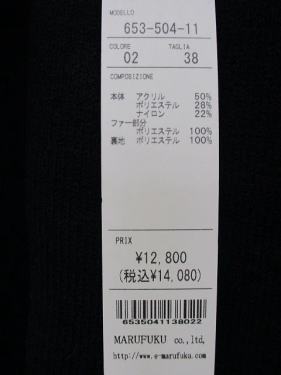 MODELLO
653-504-11
COLORE TAGLIA
02 38
COMPOSIZIONE
本体 アクリル 50%
ポリエステル 28%
ナイロン 22%
ファー部分
ポリエステル 100%
裏地 ポリエステル 100%
PRIX
¥12,800
(税込¥14,080)
6535041138022
MARUFUKU co.,ltd,
http://www.e-marufuku.com/